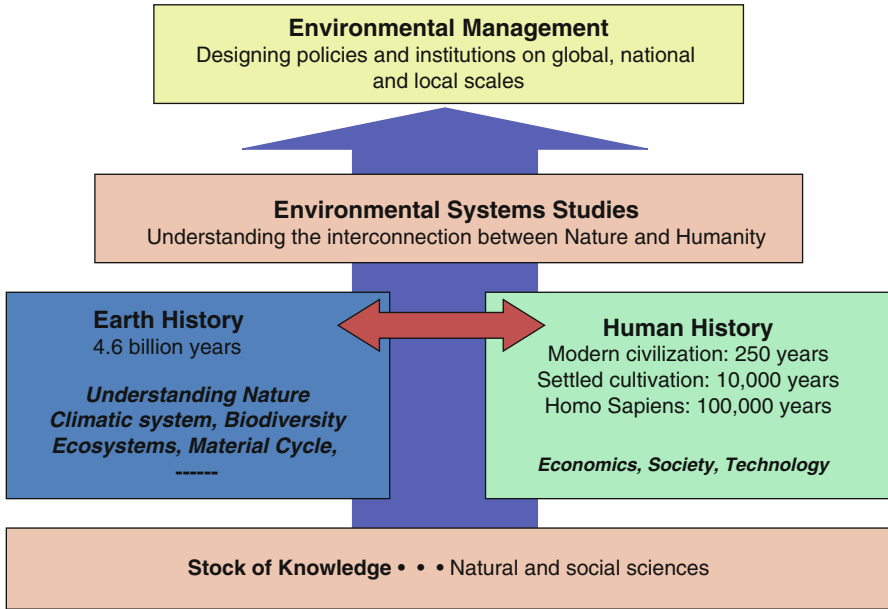 Environmental Management
Designing policies and institutions on global, national
and local scales
Environmental Systems Studies
Understanding the interconnection between Nature and Humanity
Earth History
4.6 billion years
Understanding Nature
Climatic system, Biodiversity
Ecosystems, Material Cycle,
------
Human History
Modern civilization: 250 years
Settled cultivation: 10,000 years
Homo Sapiens: 100,000 years
Economics, Society, Technology
Stock of Knowledge • • • Natural and social sciences